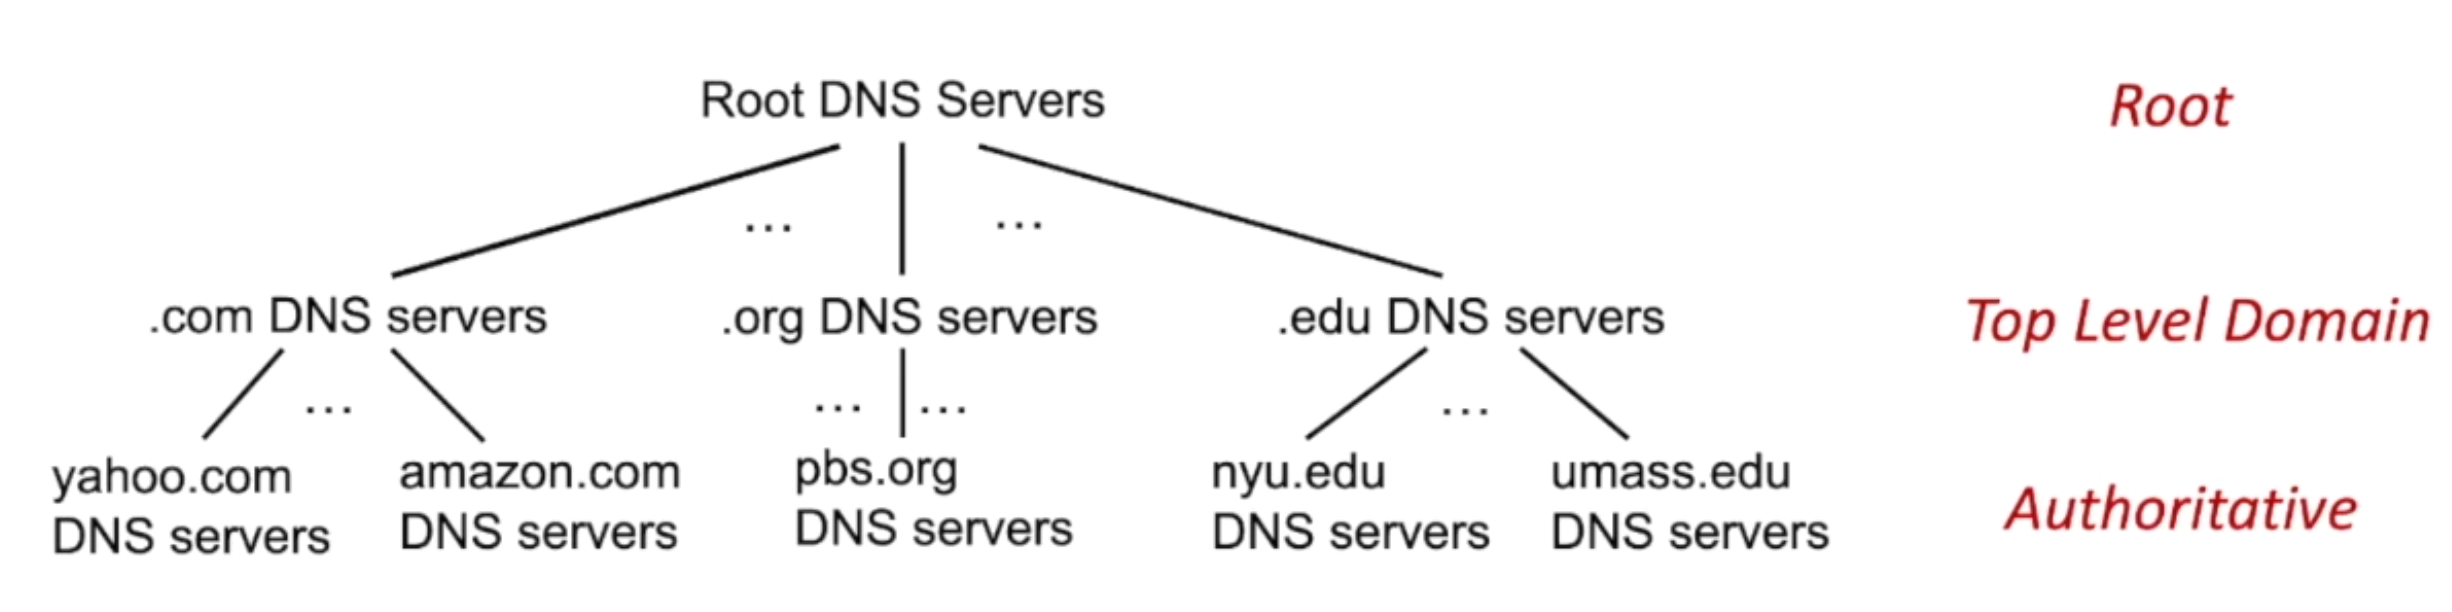 Root DNS Servers
Root
...
...
.com DNS servers
.org DNS servers
.edu DNS servers
Top Level Domain
...
...
...
...
yahoo.com
DNS servers
amazon.com
DNS servers
pbs.org
DNS servers
nyu.edu
DNS servers
umass.edu
DNS servers
Authoritative